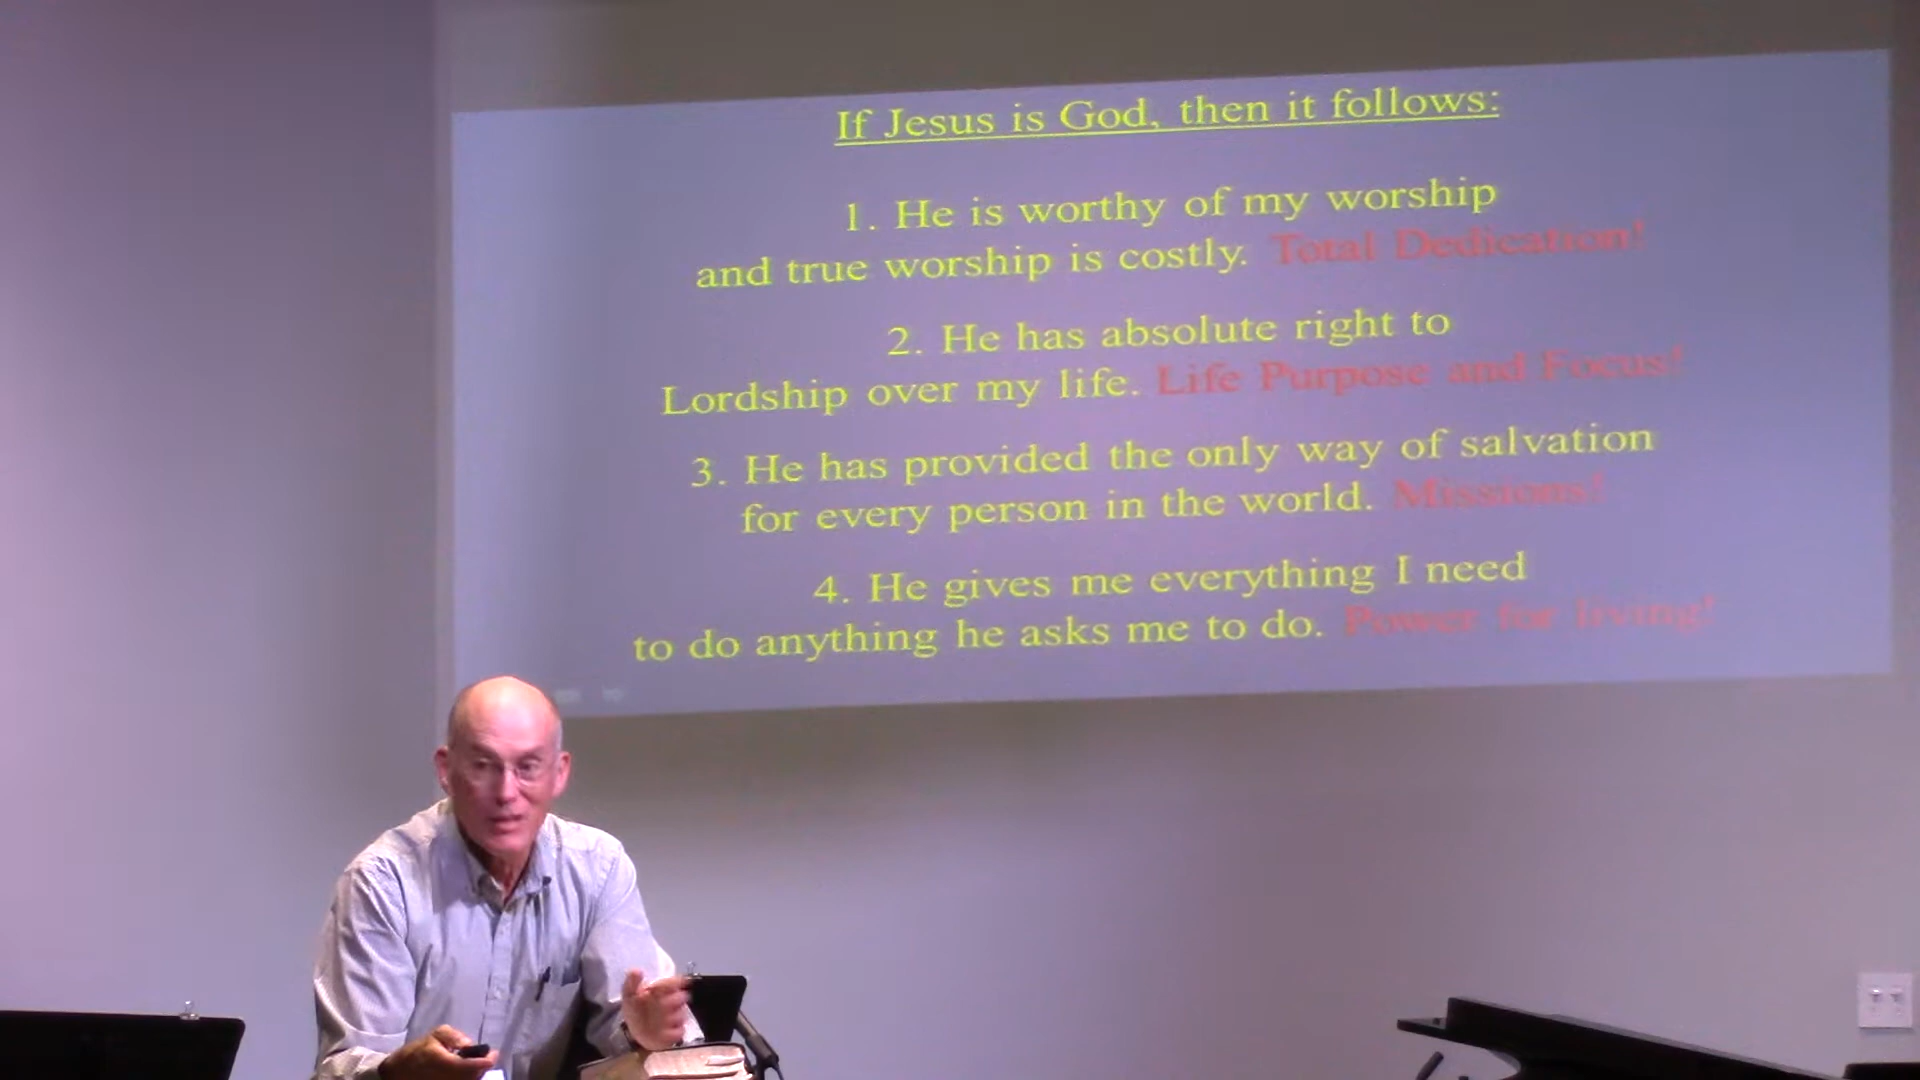 If Jesus is God, then it follows:
1. He is worthy of my worship
and true worship is costly. Total Dedication!
2. He has absolute right to
Lordship over my life. Life Purpose and Focus!
3. He has provided the only way of salvation
for every person in the world. Missions!
4. He gives me everything I need
to do anything he asks me to do. Power for living!